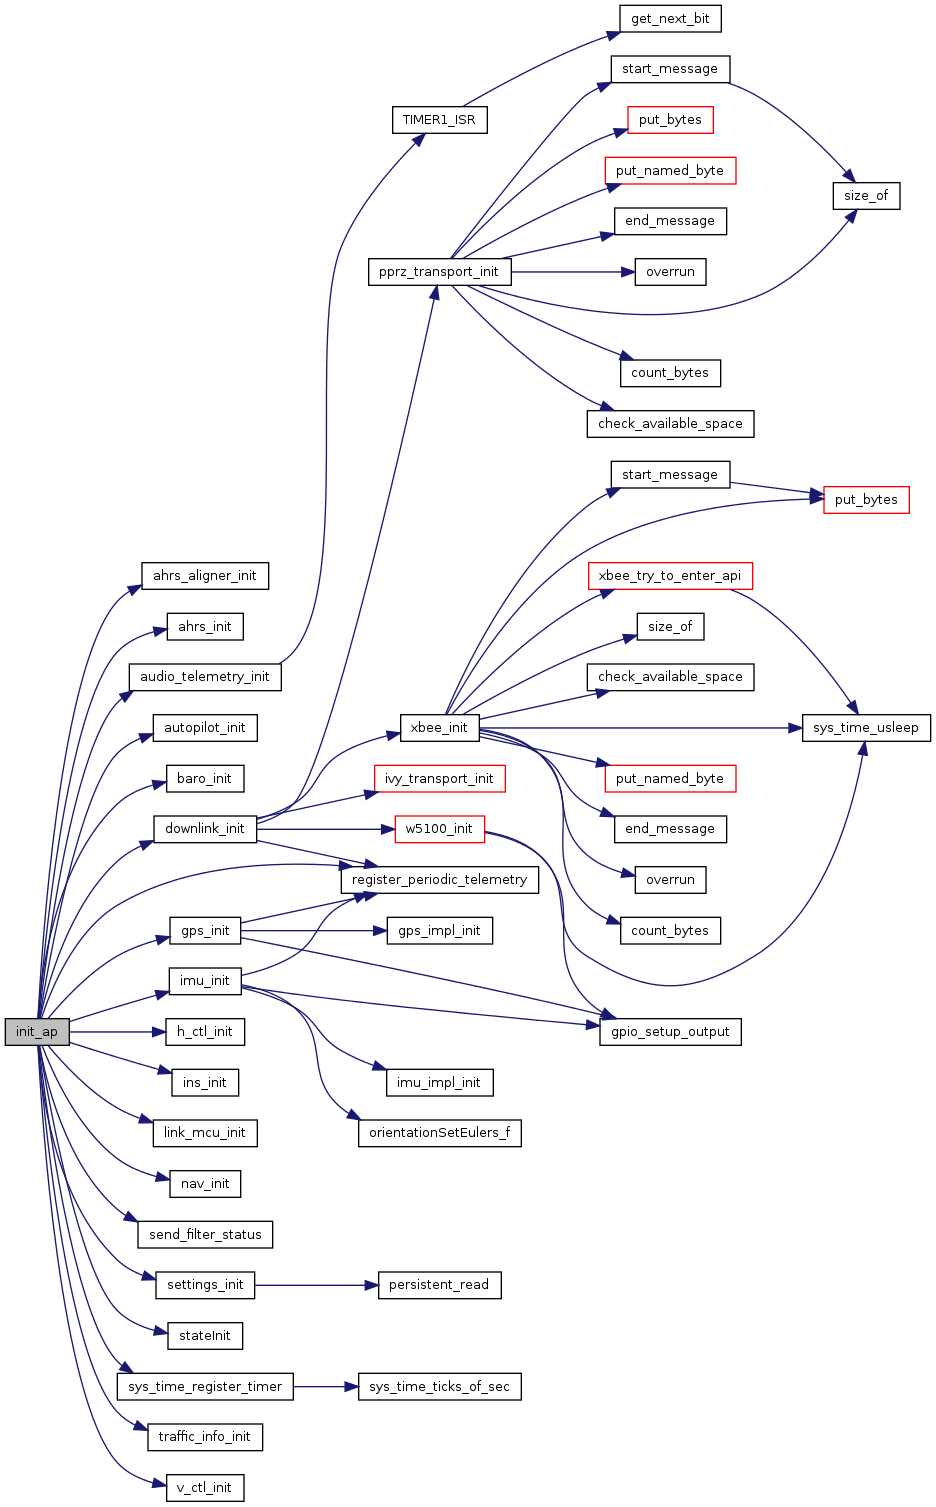 get_next_bit
start_message
TIMER1_ISR
put_bytes
put_named_byte
size_of
end_message
pprz_transport_init
overrun
count_bytes
check_available_space
start_message
put_bytes
ahrs_aligner_init
xbee_try_to_enter_api
ahrs_init
size_of
audio_telemetry_init
check_available_space
autopilot_init
xbee_init
sys_time_usleep
baro_init
ivy_transport_init
put_named_byte
downlink_init
w5100_init
end_message
register_periodic_telemetry
overrun
gps_init
gps_impl_init
count_bytes
imu_init
init_ap
h_ctl_init
gpio_setup_output
ins_init
imu_impl_init
link_mcu_init
orientationSetEulers_f
nav_init
send_filter_status
settings_init
persistent_read
stateInit
sys_time_register_timer
sys_time_ticks_of_sec
traffic_info_init
v_ctl_init